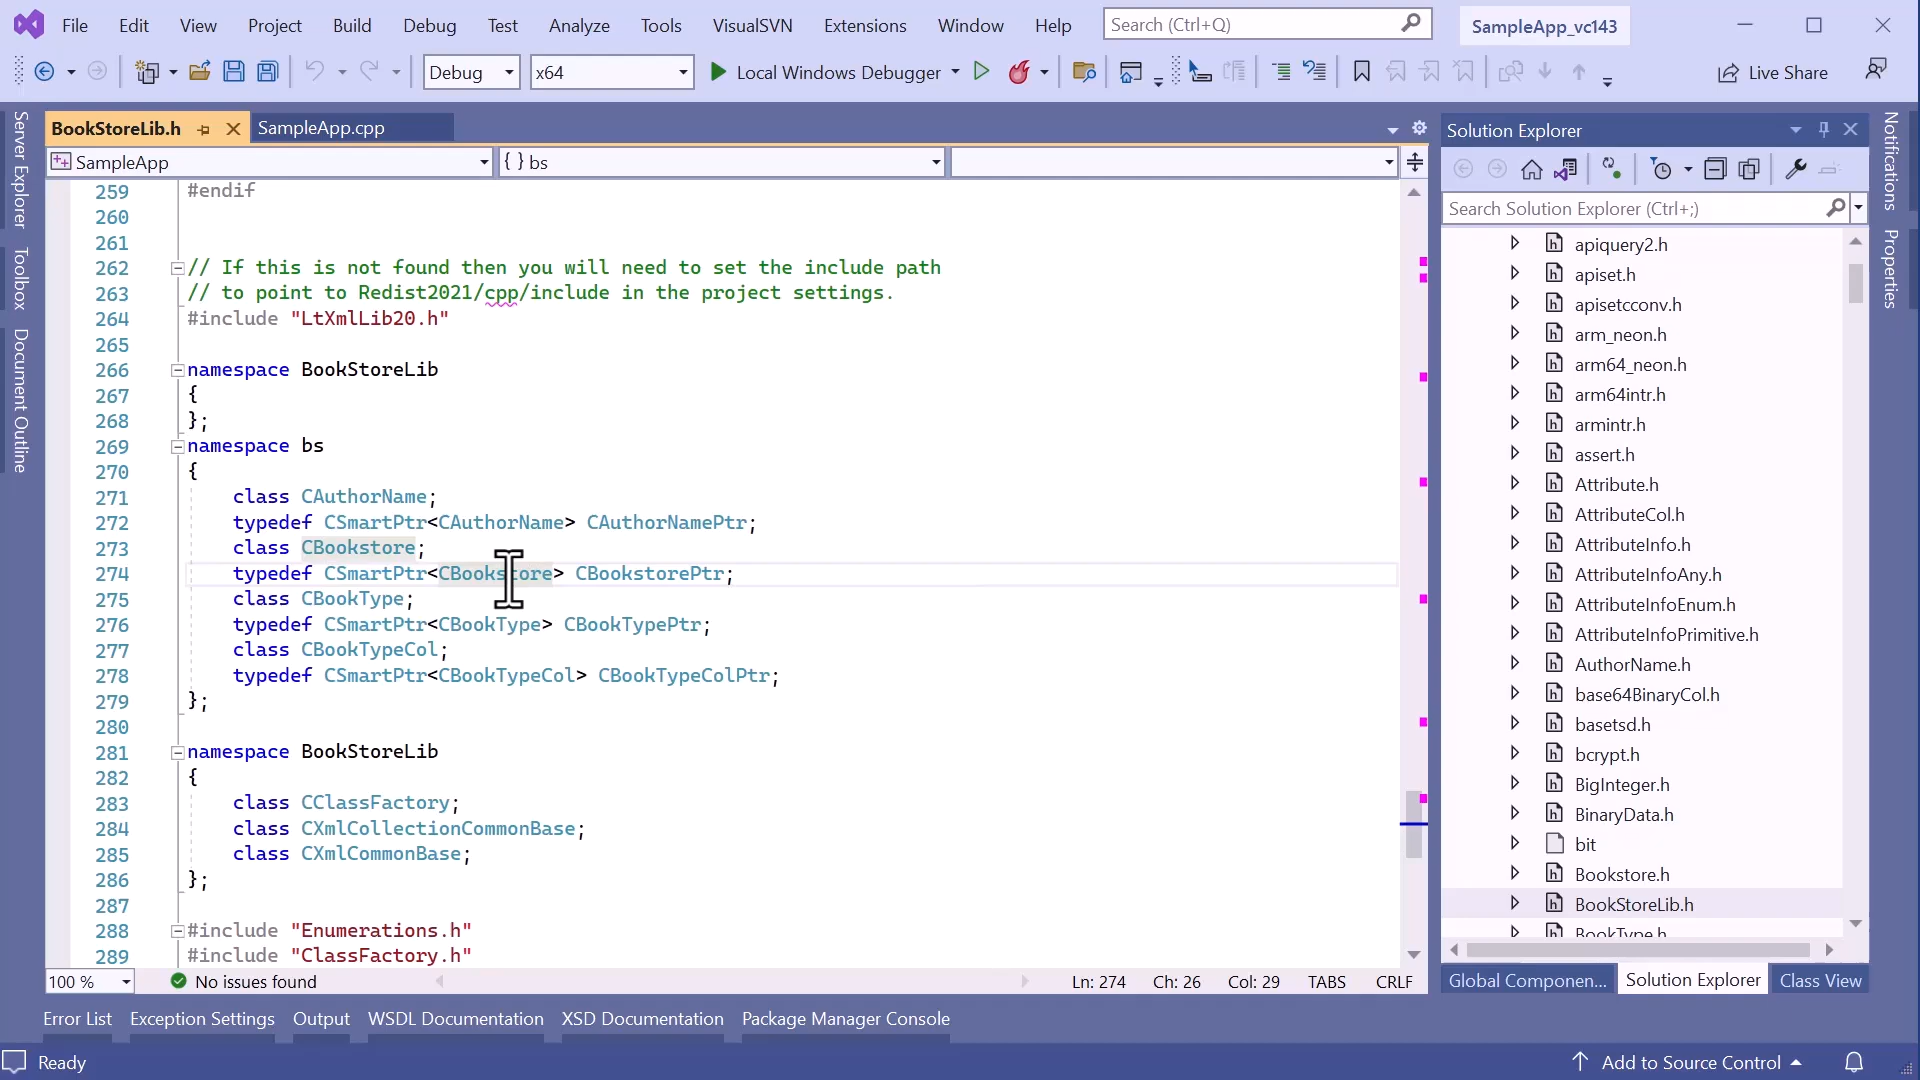 File Edit View Project Build Debug Test Analyze Tools VisualSVN Extensions Window Help Search (Ctrl+Q) SampleApp_vc143
Debug x64 Local Windows Debugger Live Share
Server Explorer
Toolbox
Document Outline
BookStoreLib.h SampleApp.cpp
SampleApp { } bs
259 #endif
260
261
262 // If this is not found then you will need to set the include path
263 // to point to Redist2021/cpp/include in the project settings.
264 #include "LtXmlLib20.h"
265
266 namespace BookStoreLib
267 {
268 };
269 namespace bs
270 {
271 class CAuthorName;
272 typedef CSmartPtr<CAuthorName> CAuthorNamePtr;
273 class CBookstore;
274 typedef CSmartPtr<CBookstore> CBookstorePtr;
275 class CBookType;
276 typedef CSmartPtr<CBookType> CBookTypePtr;
277 class CBookTypeCol;
278 typedef CSmartPtr<CBookTypeCol> CBookTypeColPtr;
279 };
280
281 namespace BookStoreLib
282 {
283 class CClassFactory;
284 class CXmlCollectionCommonBase;
285 class CXmlCommonBase;
286 };
287
288 #include "Enumerations.h"
289 #include "ClassFactory.h"
100 % No issues found Ln: 274 Ch: 26 Col: 29 TABS CRLF
Solution Explorer
Search Solution Explorer (Ctrl+;)
apiquery2.h
apiset.h
apisetcconv.h
arm_neon.h
arm64_neon.h
arm64intr.h
armintr.h
assert.h
Attribute.h
AttributeCol.h
AttributeInfo.h
AttributeInfoAny.h
AttributeInfoEnum.h
AttributeInfoPrimitive.h
AuthorName.h
base64BinaryCol.h
basetsd.h
bcrypt.h
BigInteger.h
BinaryData.h
bit
Bookstore.h
BookStoreLib.h
BookType.h
Global Componen... Solution Explorer Class View
Notifications
Properties
Error List Exception Settings Output WSDL Documentation XSD Documentation Package Manager Console
Ready Add to Source Control